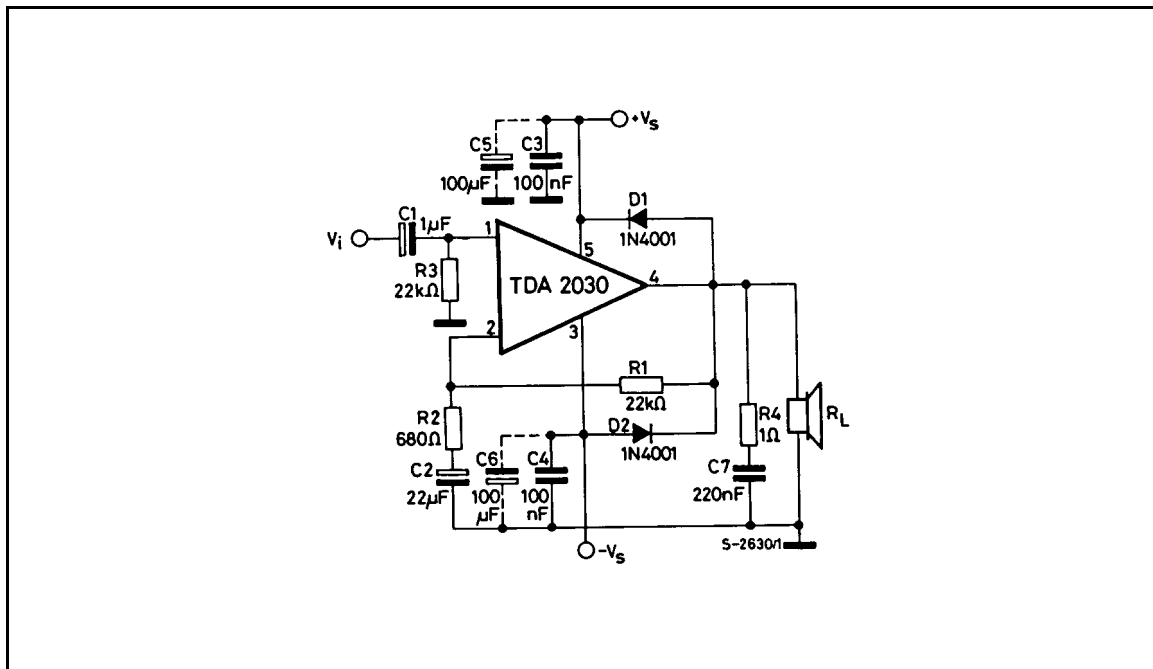 +Vs
C5
C3
100µF
100 nF
D1
1N4001
C1
1µF
Vi
1
5
R3
22kΩ
TDA 2030
4
2
3
R1
22kΩ
R2
680Ω
D2
1N4001
R4
1Ω
RL
C2
22µF
C6
100
µF
C4
100
nF
C7
220nF
S-2630/1
-Vs